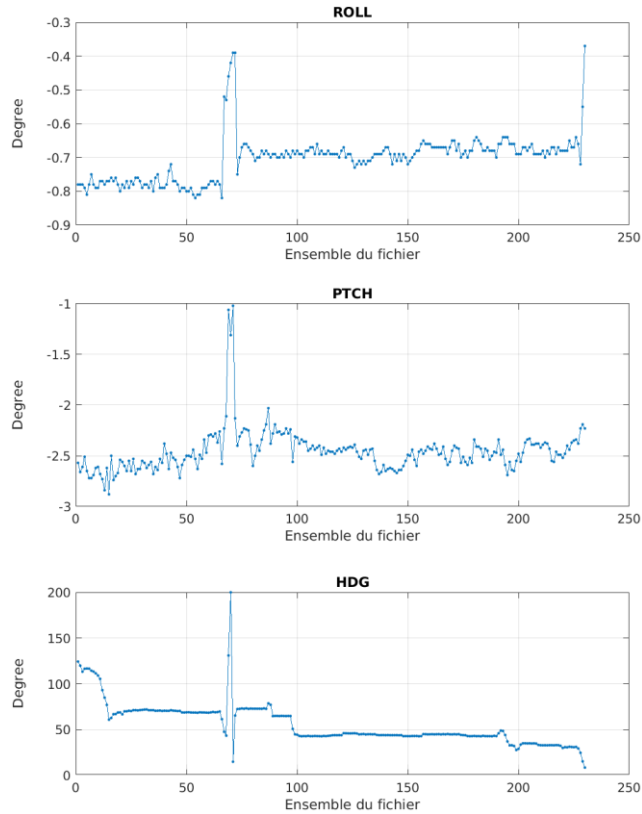 ROLL
-0.3
-0.4
-0.5
-0.6
-0.7
-0.8
-0.9
Degree
0 50 100 150 200 250
Ensemble du fichier
PTCH
-1
-1.5
-2
-2.5
-3
Degree
0 50 100 150 200 250
Ensemble du fichier
HDG
200
150
100
50
0
Degree
0 50 100 150 200 250
Ensemble du fichier